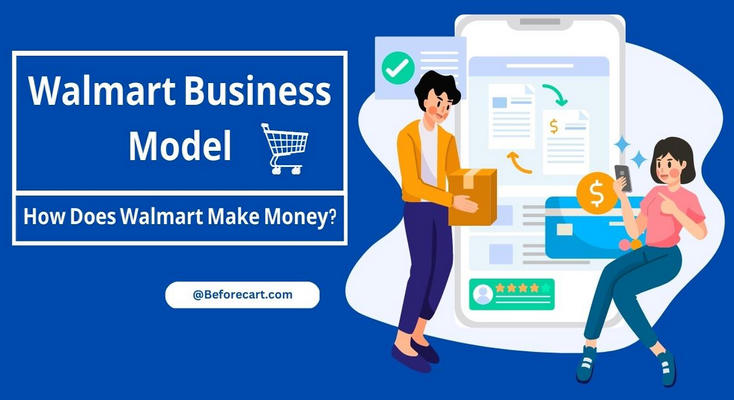 Walmart Business
Model
How Does Walmart Make Money?
@Beforecart.com
$
$